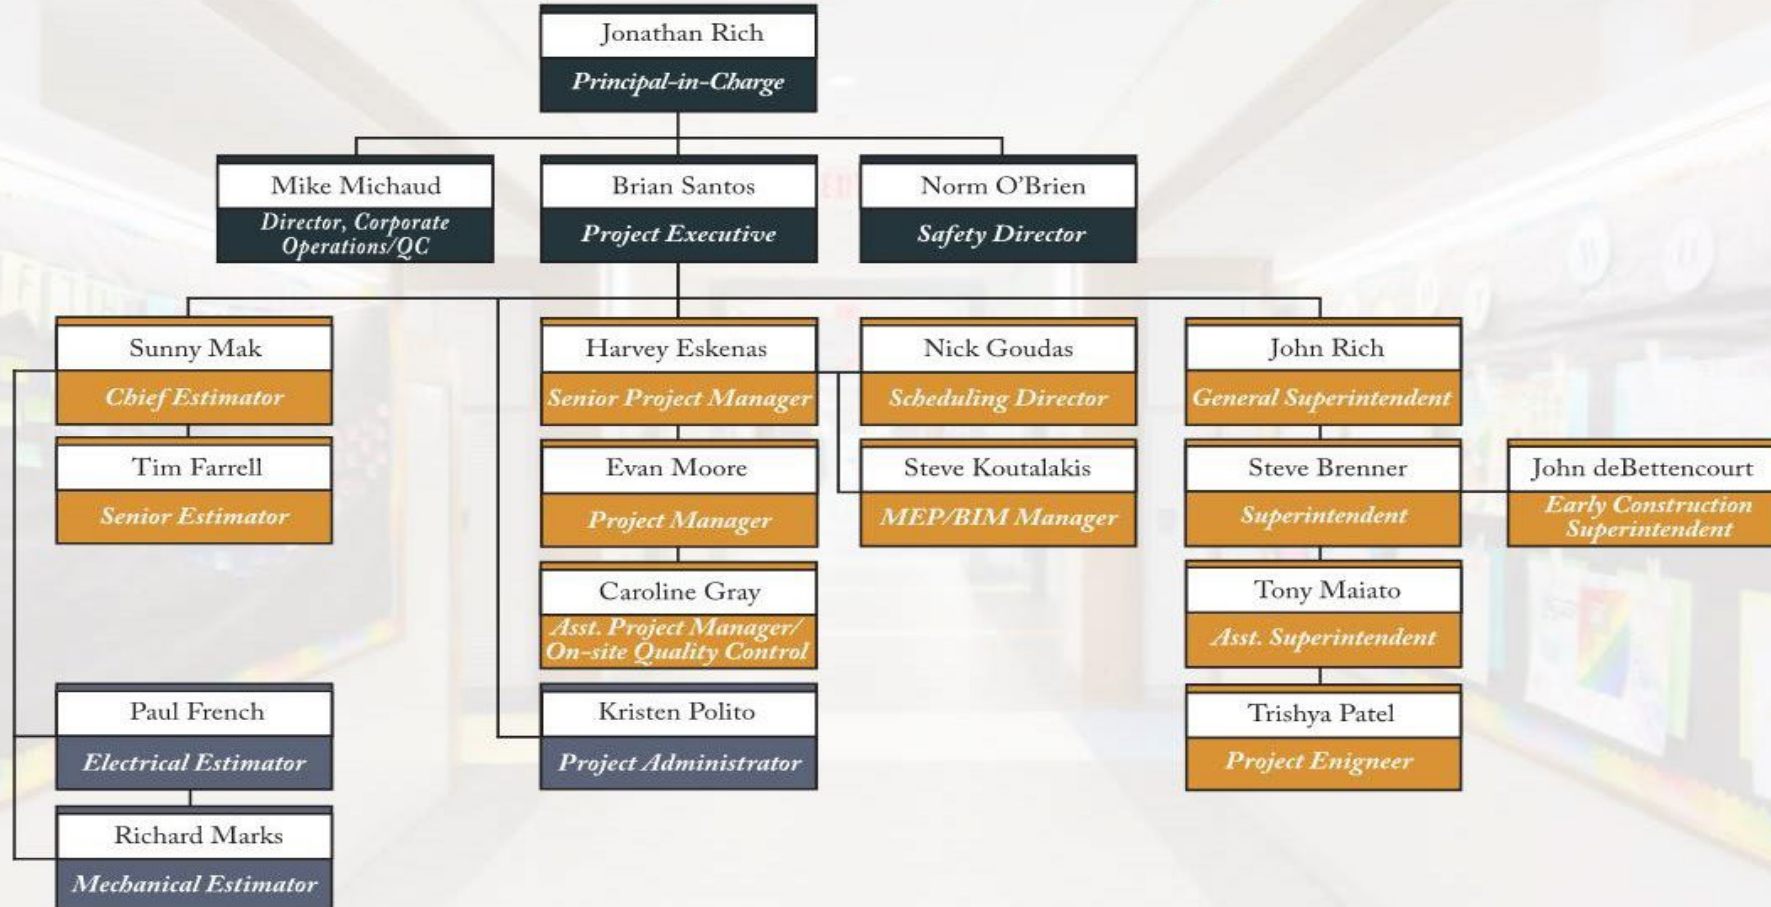 Jonathan Rich
Principal-in-Charge
Mike Michaud
Director, Corporate
Operations/QC
Brian Santos
Project Executive
Norm O'Brien
Safety Director
Sunny Mak
Chief Estimator
Harvey Eskenas
Senior Project Manager
Nick Goudas
Scheduling Director
John Rich
General Superintendent
Tim Farrell
Senior Estimator
Evan Moore
Project Manager
Steve Koutalakis
MEP/BIM Manager
Steve Brenner
Superintendent
John deBettencourt
Early Construction
Superintendent
Caroline Gray
Asst. Project Manager/
On-site Quality Control
Tony Maiato
Asst. Superintendent
Paul French
Electrical Estimator
Kristen Polito
Project Administrator
Trishya Patel
Project Enigneer
Richard Marks
Mechanical Estimator